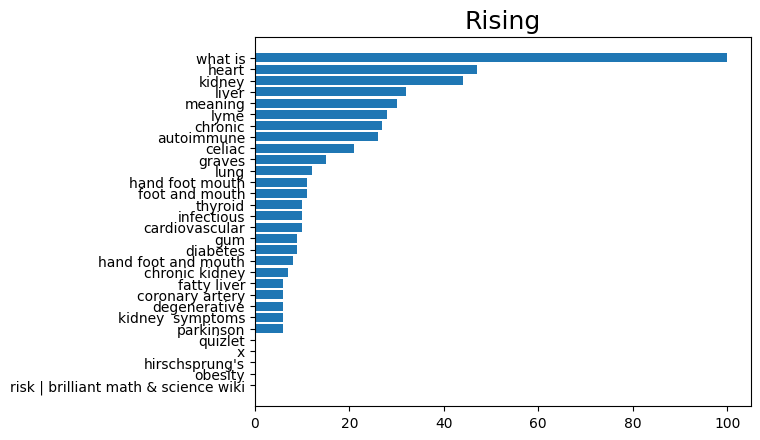 Rising
what is
heart
kidney
liver
meaning
lyme
chronic
autoimmune
celiac
graves
lung
hand foot mouth
foot and mouth
thyroid
infectious
cardiovascular
gum
diabetes
hand foot and mouth
chronic kidney
fatty liver
coronary artery
degenerative
kidney  symptoms
parkinson
quizlet
x
hirschsprung's
obesity
risk | brilliant math & science wiki
0 20 40 60 80 100